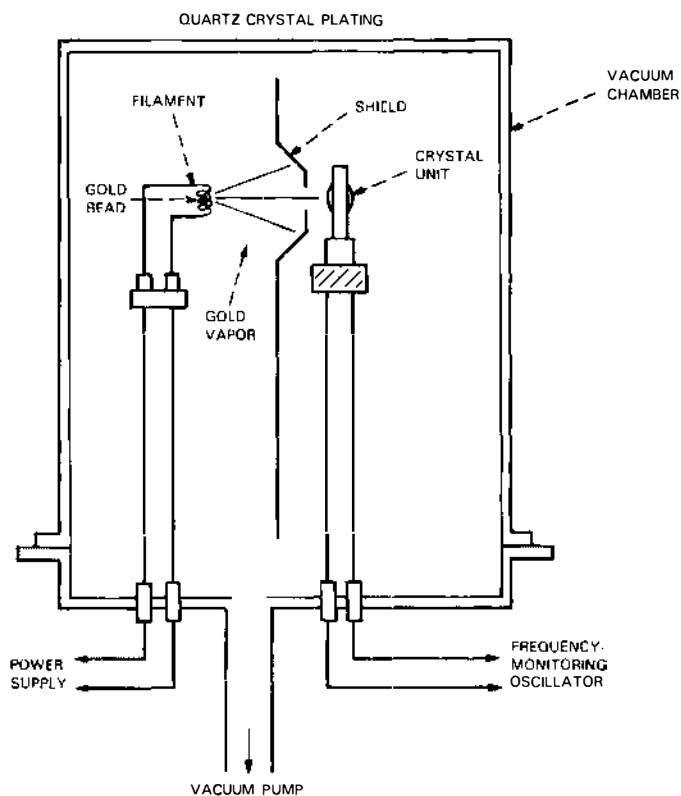 QUARTZ CRYSTAL PLATING
VACUUM
CHAMBER
FILAMENT
SHIELD
CRYSTAL
UNIT
GOLD
BEAD
GOLD
VAPOR
POWER
SUPPLY
FREQUENCY-
MONITORING
OSCILLATOR
VACUUM PUMP